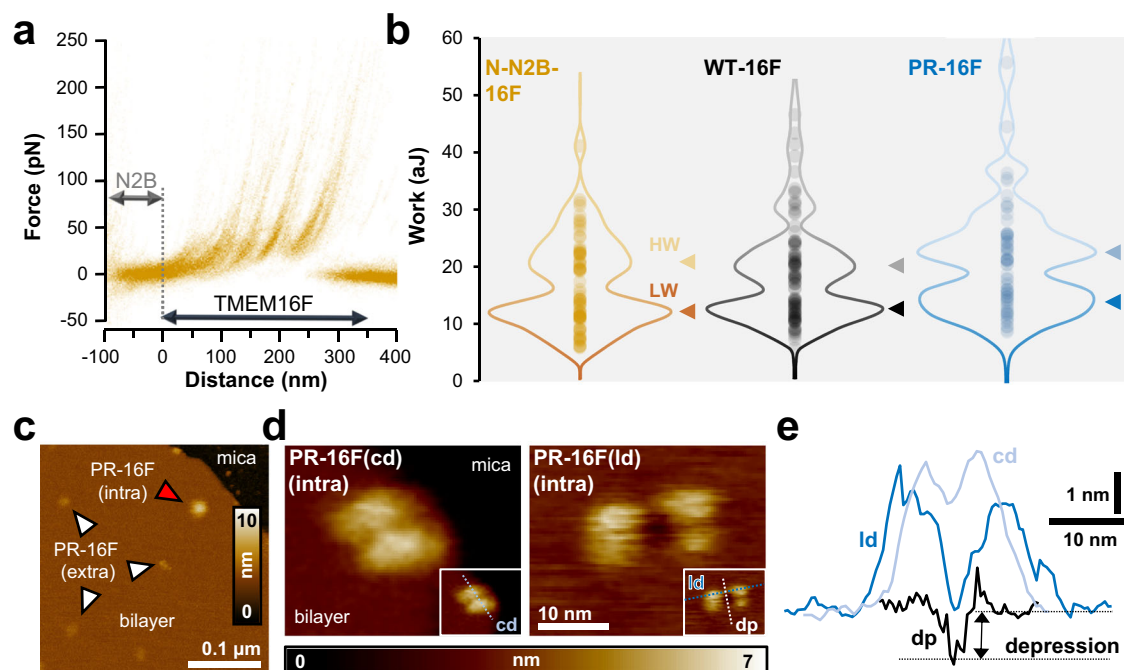 a
250
200
150
100
50
0
-50
Force (pN)
N2B
TMEM16F
-100 0 100 200 300 400
Distance (nm)
b
60
50
40
30
20
10
0
Work (aJ)
N-N2B-
16F
WT-16F
PR-16F
HW
LW
c
mica
PR-16F
(intra)
10
nm
0
PR-16F
(extra)
bilayer
0.1 µm
d
PR-16F(cd)
(intra)
mica
bilayer
cd
PR-16F(ld)
(intra)
10 nm
ld
dp
0 nm 7
e
cd
1 nm
10 nm
ld
dp
depression